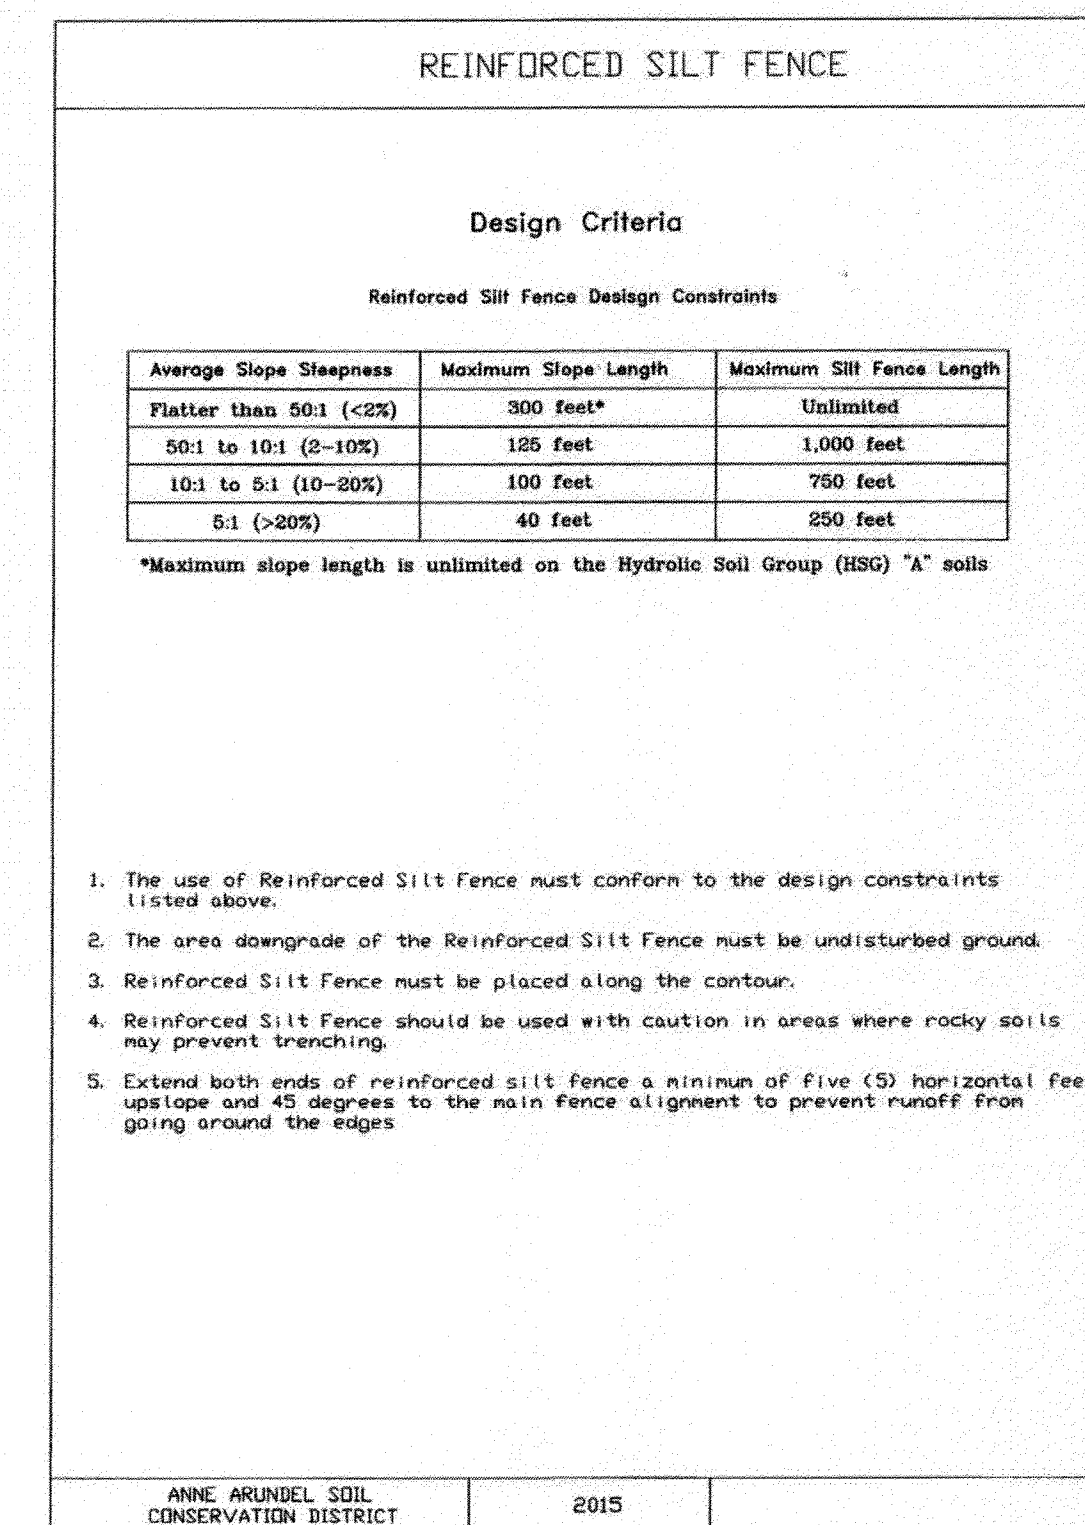 REINFORCED SILT FENCE
Design Criteria
Reinforced Silt Fence Desisgn Constraints
Average Slope Steepness Maximum Slope Length Maximum Silt Fence Length
Flatter than 50:1 (<2%) 300 feet* Unlimited
50:1 to 10:1 (2-10%) 125 feet 1,000 feet
10:1 to 5:1 (10-20%) 100 feet 750 feet
5:1 (>20%) 40 feet 250 feet
*Maximum slope length is unlimited on the Hydrolic Soil Group (HSG) "A" soils
1. The use of Reinforced Silt Fence must conform to the design constraints
listed above.
2. The area downgrade of the Reinforced Silt Fence must be undisturbed ground.
3. Reinforced Silt Fence must be placed along the contour.
4. Reinforced Silt Fence should be used with caution in areas where rocky soils
may prevent trenching.
5. Extend both ends of reinforced silt fence a minimum of five (5) horizontal fee
upslope and 45 degrees to the main fence alignment to prevent runoff from
going around the edges
ANNE ARUNDEL SOIL
CONSERVATION DISTRICT
2015